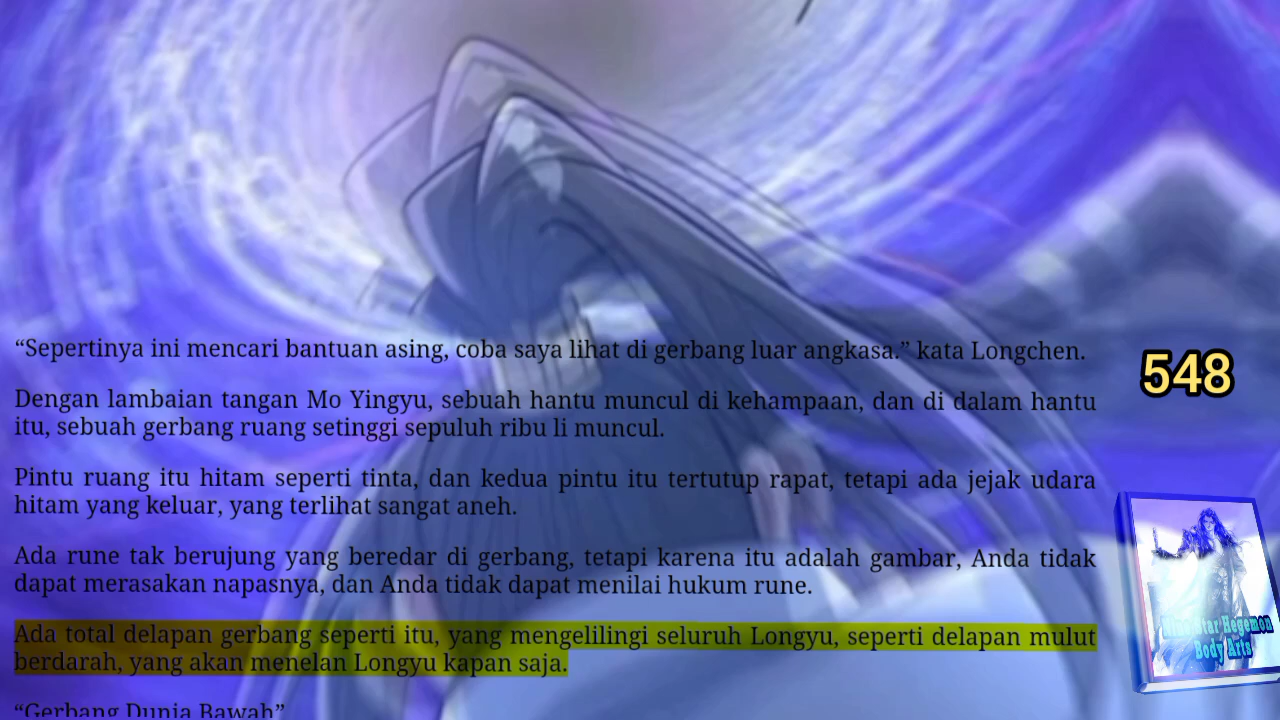 “Sepertinya ini mencari bantuan asing, coba saya lihat di gerbang luar angkasa.” kata Longchen.
Dengan lambaian tangan Mo Yingyu, sebuah hantu muncul di kehampaan, dan di dalam hantu
itu, sebuah gerbang ruang setinggi sepuluh ribu li muncul.
Pintu ruang itu hitam seperti tinta, dan kedua pintu itu tertutup rapat, tetapi ada jejak udara
hitam yang keluar, yang terlihat sangat aneh.
Ada rune tak berujung yang beredar di gerbang, tetapi karena itu adalah gambar, Anda tidak
dapat merasakan napasnya, dan Anda tidak dapat menilai hukum rune.
Ada total delapan gerbang seperti itu, yang mengelilingi seluruh Longyu, seperti delapan mulut
berdarah, yang akan menelan Longyu kapan saja.
“Gerbang Dunia Bawah”
548
Nine Star Hegemon
Body Arts